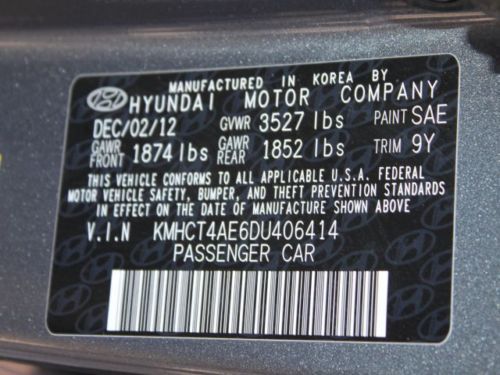 MANUFACTURED IN KOREA BY
HYUNDAI MOTOR COMPANY
DEC/02/12 GVWR 3527 lbs PAINT SAE
GAWR FRONT 1874 lbs GAWR REAR 1852 lbs TRIM 9Y
THIS VEHICLE CONFORMS TO ALL APPLICABLE U.S.A. FEDERAL
MOTOR VEHICLE SAFETY, BUMPER, AND THEFT PREVENTION STANDARDS
IN EFFECT ON THE DATE OF MANUFACTURE SHOWN ABOVE
V.I.N KMHCT4AE6DU406414
PASSENGER CAR